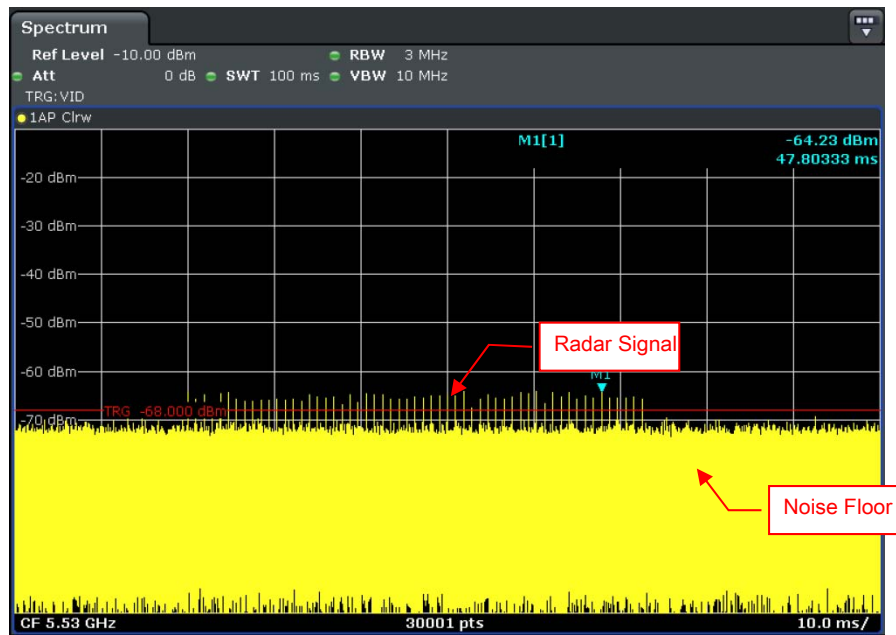 Spectrum
Ref Level -10.00 dBm RBW 3 MHz
Att 0 dB SWT 100 ms VBW 10 MHz
TRG:VID
1AP Clrw
M1[1] -64.23 dBm
47.80333 ms
-20 dBm
-30 dBm
-40 dBm
-50 dBm
Radar Signal
-60 dBm
M1
TRG -68.000 dBm
-70 dBm
Noise Floor
CF 5.53 GHz 30001 pts 10.0 ms/